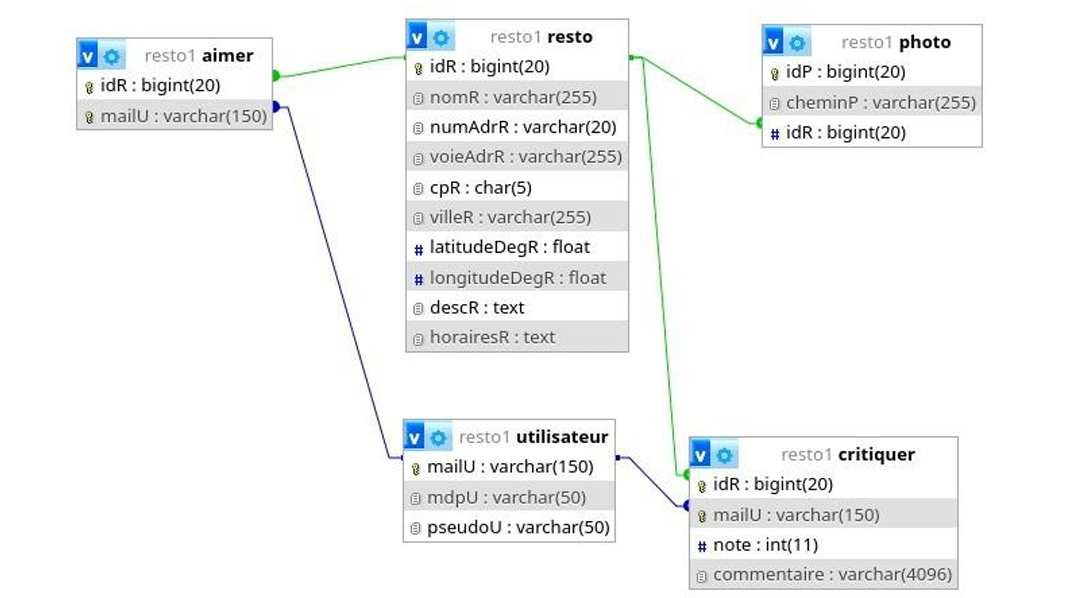 resto1 aimer
idR : bigint(20)
mailU : varchar(150)
resto1 resto
idR : bigint(20)
nomR : varchar(255)
numAdrR : varchar(20)
voieAdrR : varchar(255)
cpR : char(5)
villeR : varchar(255)
# latitudeDegR : float
# longitudeDegR : float
descR : text
horairesR : text
resto1 photo
idP : bigint(20)
cheminP : varchar(255)
# idR : bigint(20)
resto1 utilisateur
mailU : varchar(150)
mdpU : varchar(50)
pseudoU : varchar(50)
resto1 critiquer
idR : bigint(20)
mailU : varchar(150)
# note : int(11)
commentaire : varchar(4096)